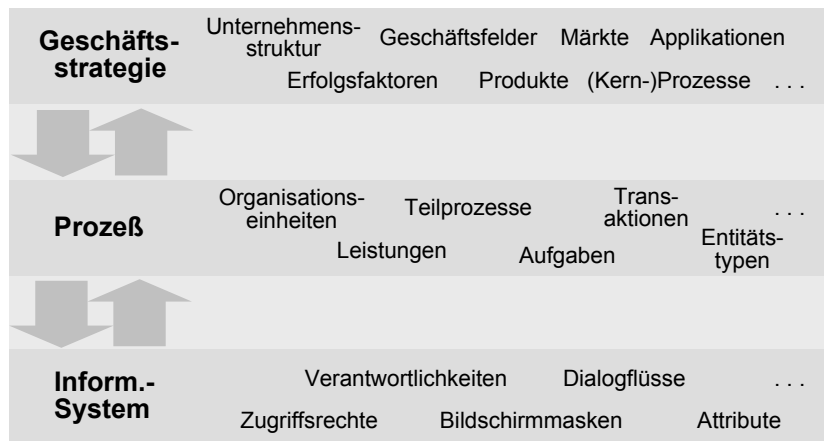 Geschäfts-
strategie
Unternehmens-
struktur
Geschäftsfelder
Märkte
Applikationen
Erfolgsfaktoren
Produkte
(Kern-)Prozesse
. . .
Prozeß
Organisations-
einheiten
Teilprozesse
Trans-
aktionen
. . .
Leistungen
Aufgaben
Entitäts-
typen
Inform.-
System
Verantwortlichkeiten
Dialogflüsse
. . .
Zugriffsrechte
Bildschirmmasken
Attribute